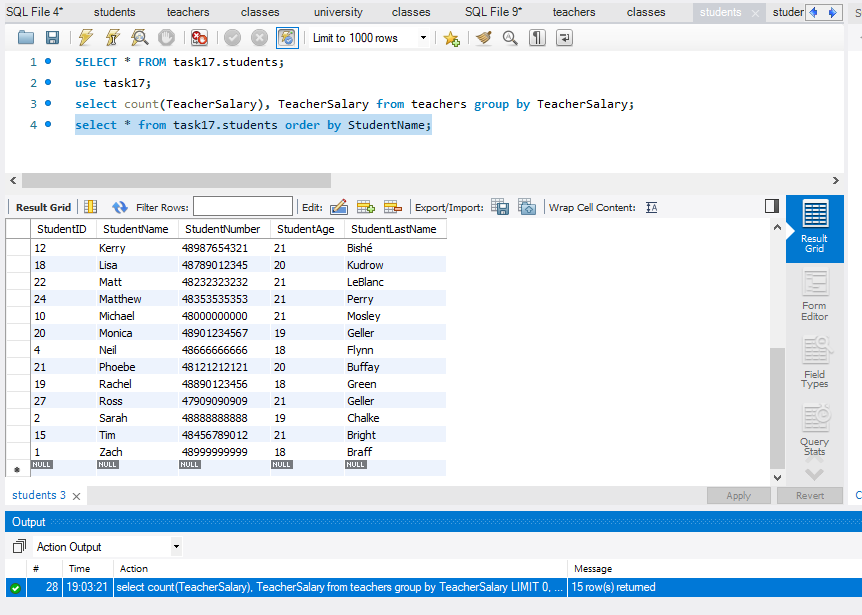 SQL File 4* students teachers classes university classes SQL File 9* teachers classes students studer S
Limit to 1000 rows
1 SELECT * FROM task17.students;
2 use task17;
3 select count(TeacherSalary), TeacherSalary from teachers group by TeacherSalary;
4 select * from task17.students order by StudentName;
Result Grid Filter Rows: Edit: Export/Import: Wrap Cell Content:
StudentID StudentName StudentNumber StudentAge StudentLastName
12 Kerry 48987654321 21 Bishé
18 Lisa 48789012345 20 Kudrow
22 Matt 48232323232 21 LeBlanc
24 Matthew 48353535353 21 Perry
10 Michael 48000000000 21 Mosley
20 Monica 48901234567 19 Geller
4 Neil 48666666666 18 Flynn
21 Phoebe 48121212121 20 Buffay
19 Rachel 48890123456 18 Green
27 Ross 47909090909 21 Geller
2 Sarah 48888888888 19 Chalke
15 Tim 48456789012 21 Bright
1 Zach 48999999999 18 Braff
NULL NULL NULL NULL NULL
Result
Grid
Form
Editor
Field
Types
Query
Stats
students 3 Apply Revert C
Output
Action Output
# Time Action Message
28 19:03:21 select count(TeacherSalary), TeacherSalary from teachers group by TeacherSalary LIMIT 0, ... 15 row(s) returned